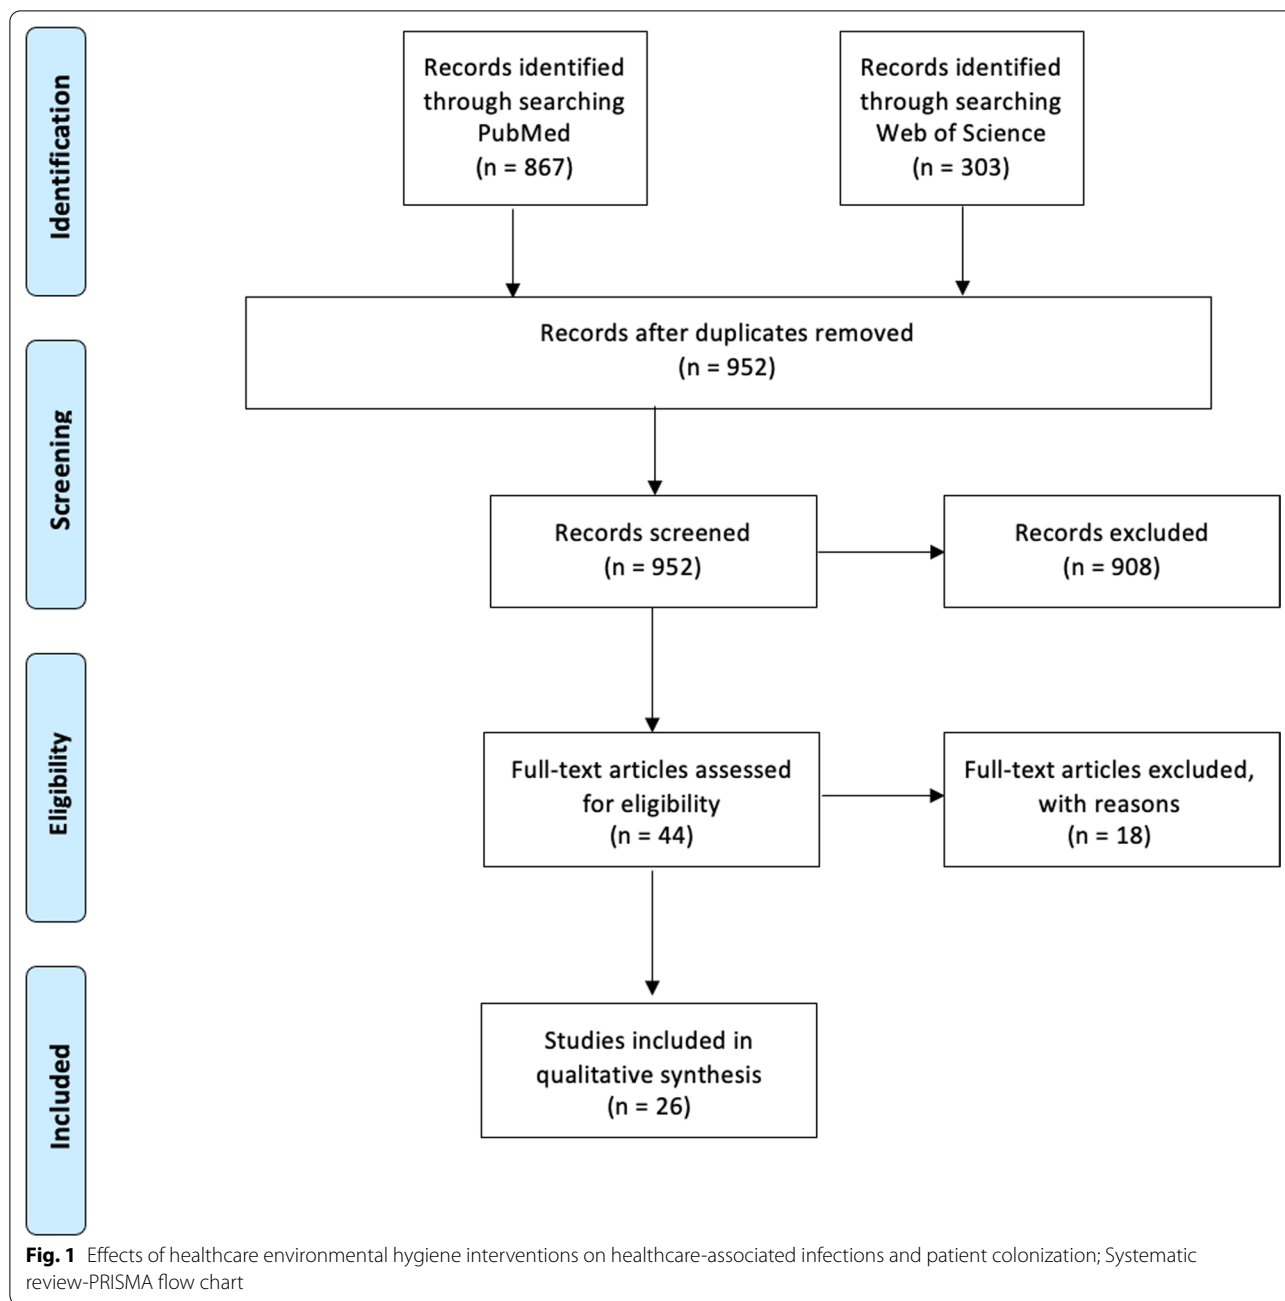 Identification
Records identified
through searching
PubMed
(n = 867)
Records identified
through searching
Web of Science
(n = 303)
Records after duplicates removed
(n = 952)
Screening
Records screened
(n = 952)
Records excluded
(n = 908)
Eligibility
Full-text articles assessed
for eligibility
(n = 44)
Full-text articles excluded,
with reasons
(n = 18)
Included
Studies included in
qualitative synthesis
(n = 26)
Fig. 1 Effects of healthcare environmental hygiene interventions on healthcare-associated infections and patient colonization; Systematic
review-PRISMA flow chart